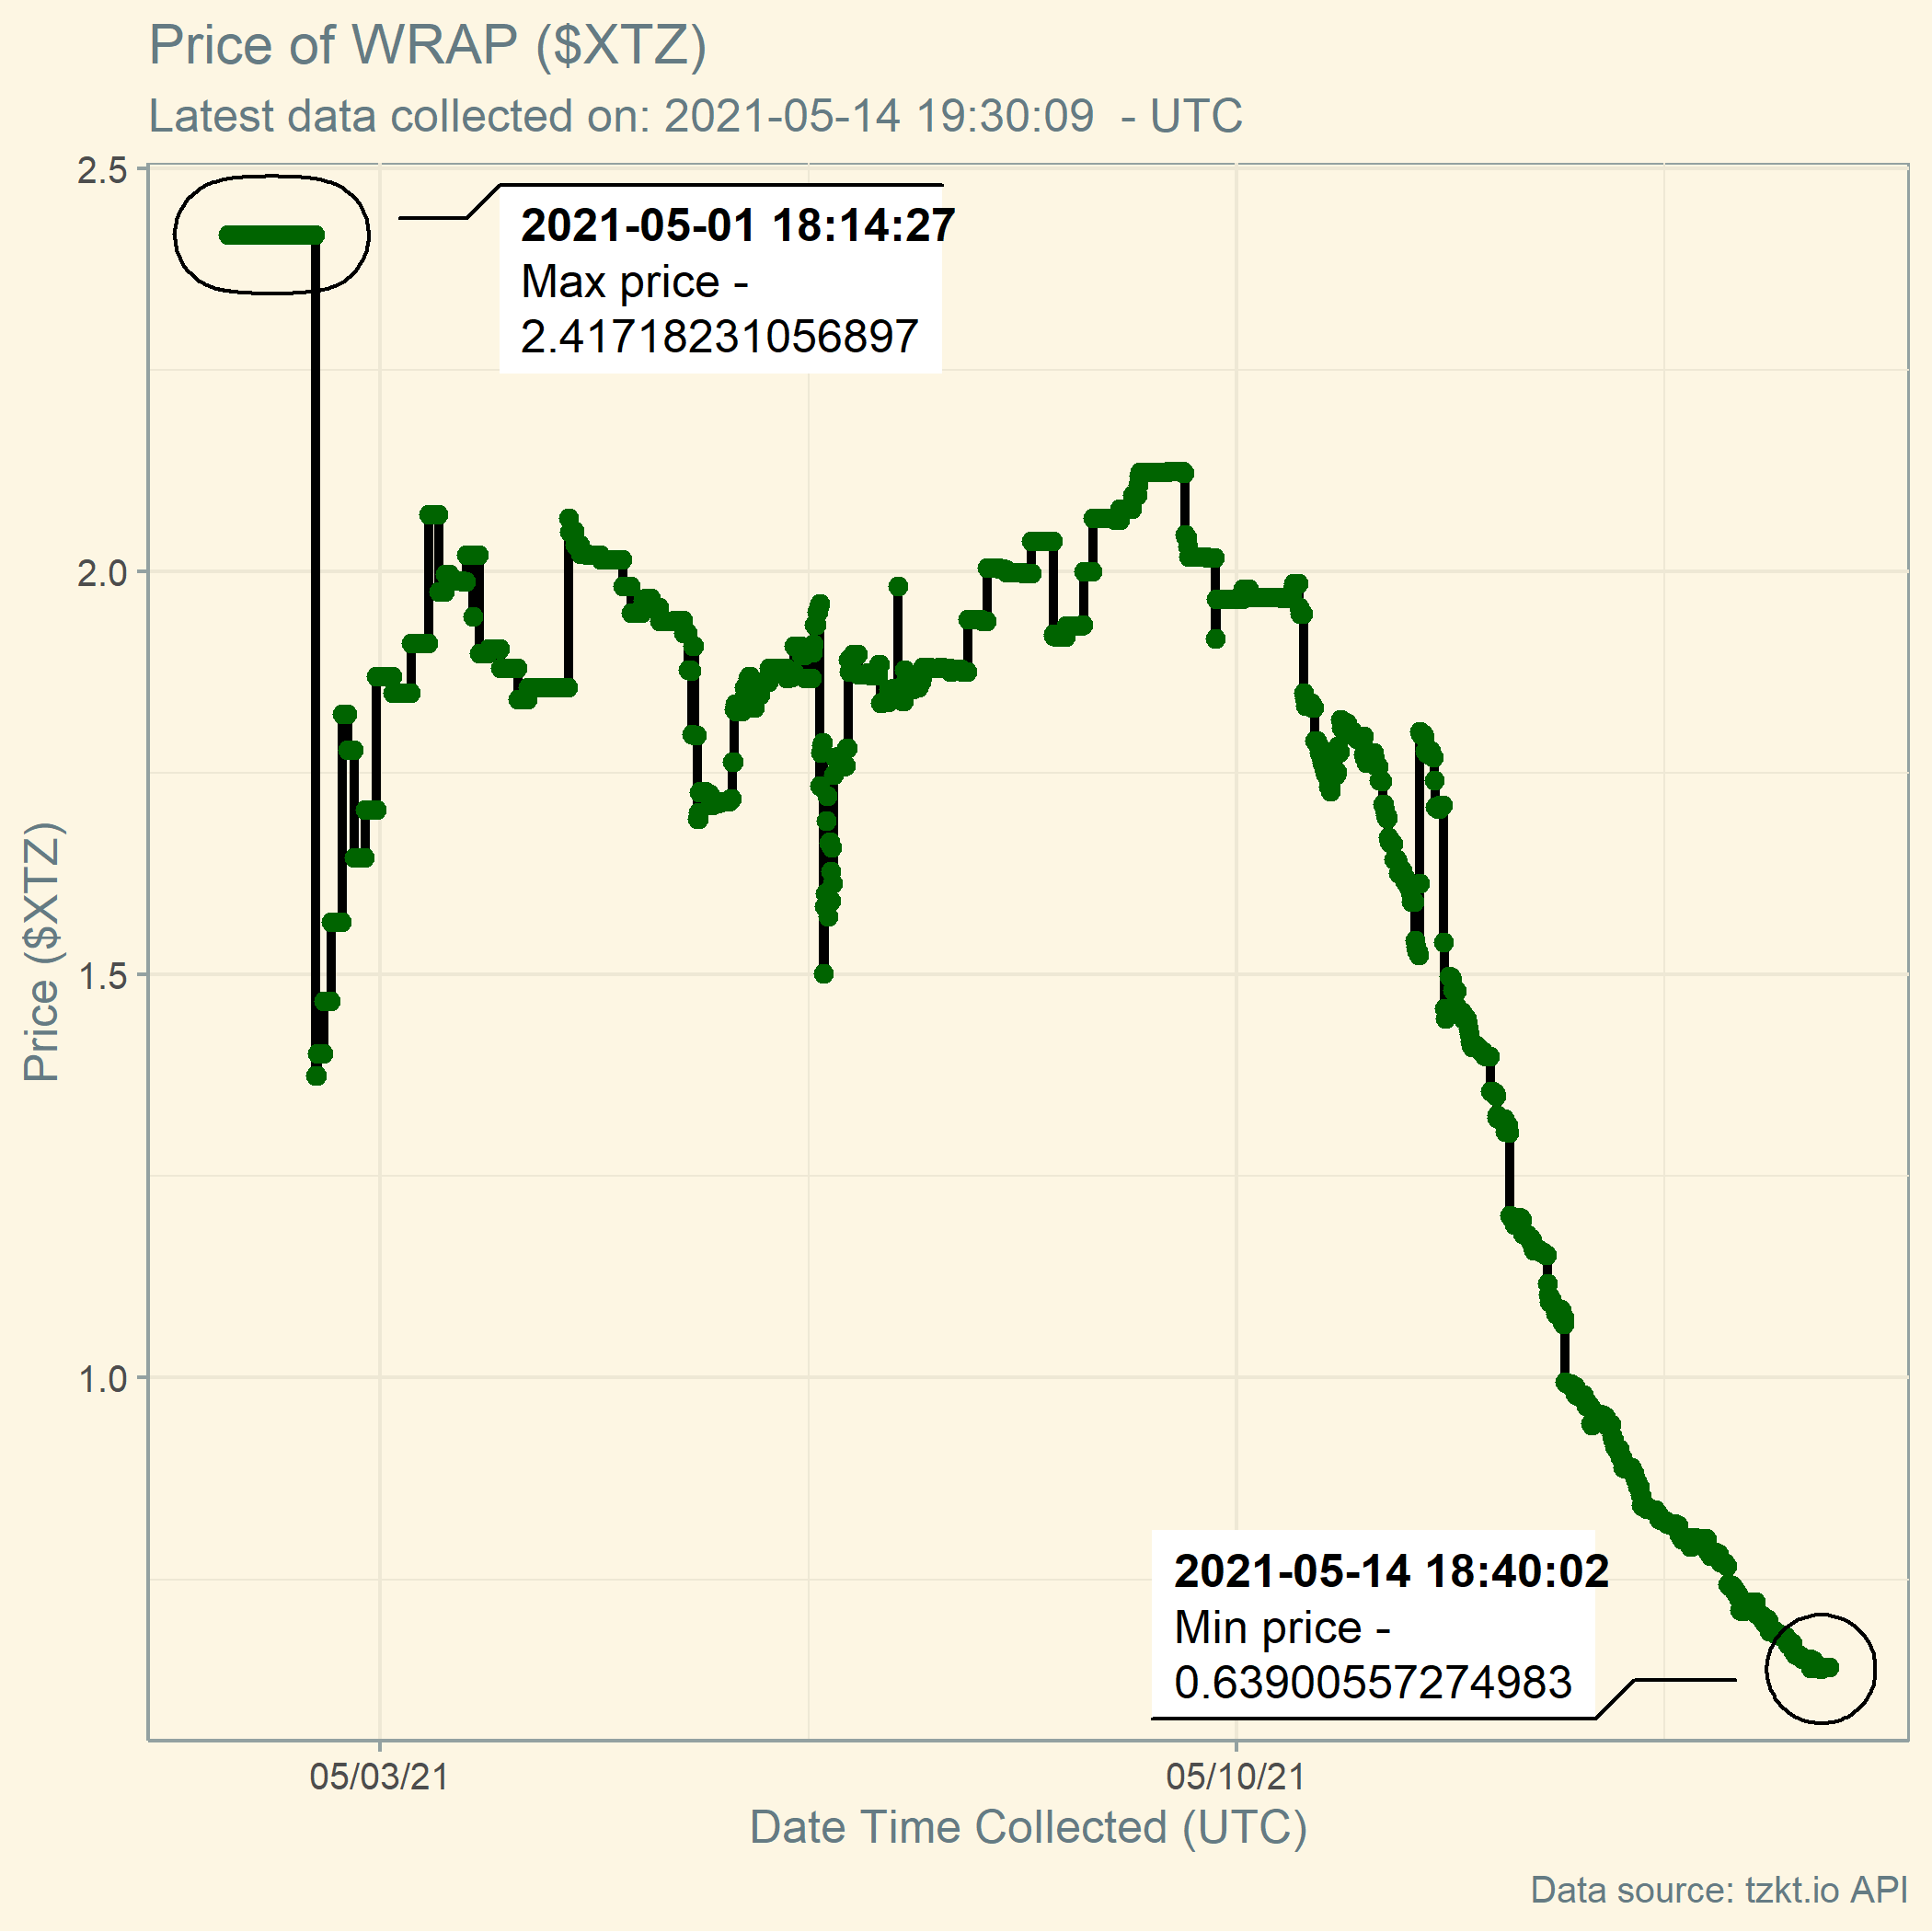 Price of WRAP ($XTZ)
Latest data collected on: 2021-05-14 19:30:09  - UTC
2.5
2021-05-01 18:14:27
Max price -
2.41718231056897
2.0
Price ($XTZ)
1.5
1.0
2021-05-14 18:40:02
Min price -
0.63900557274983
05/03/21 05/10/21
Date Time Collected (UTC)
Data source: tzkt.io API